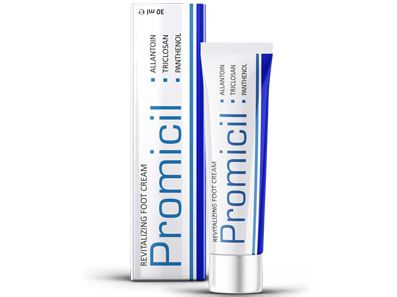 30 ml ℮
ALLANTOIN
TRICLOSAN
PANTHENOL
Promicil
REVITALIZING FOOT CREAM
ALLANTOIN
TRICLOSAN
PANTHENOL
Promicil
REVITALIZING FOOT CREAM